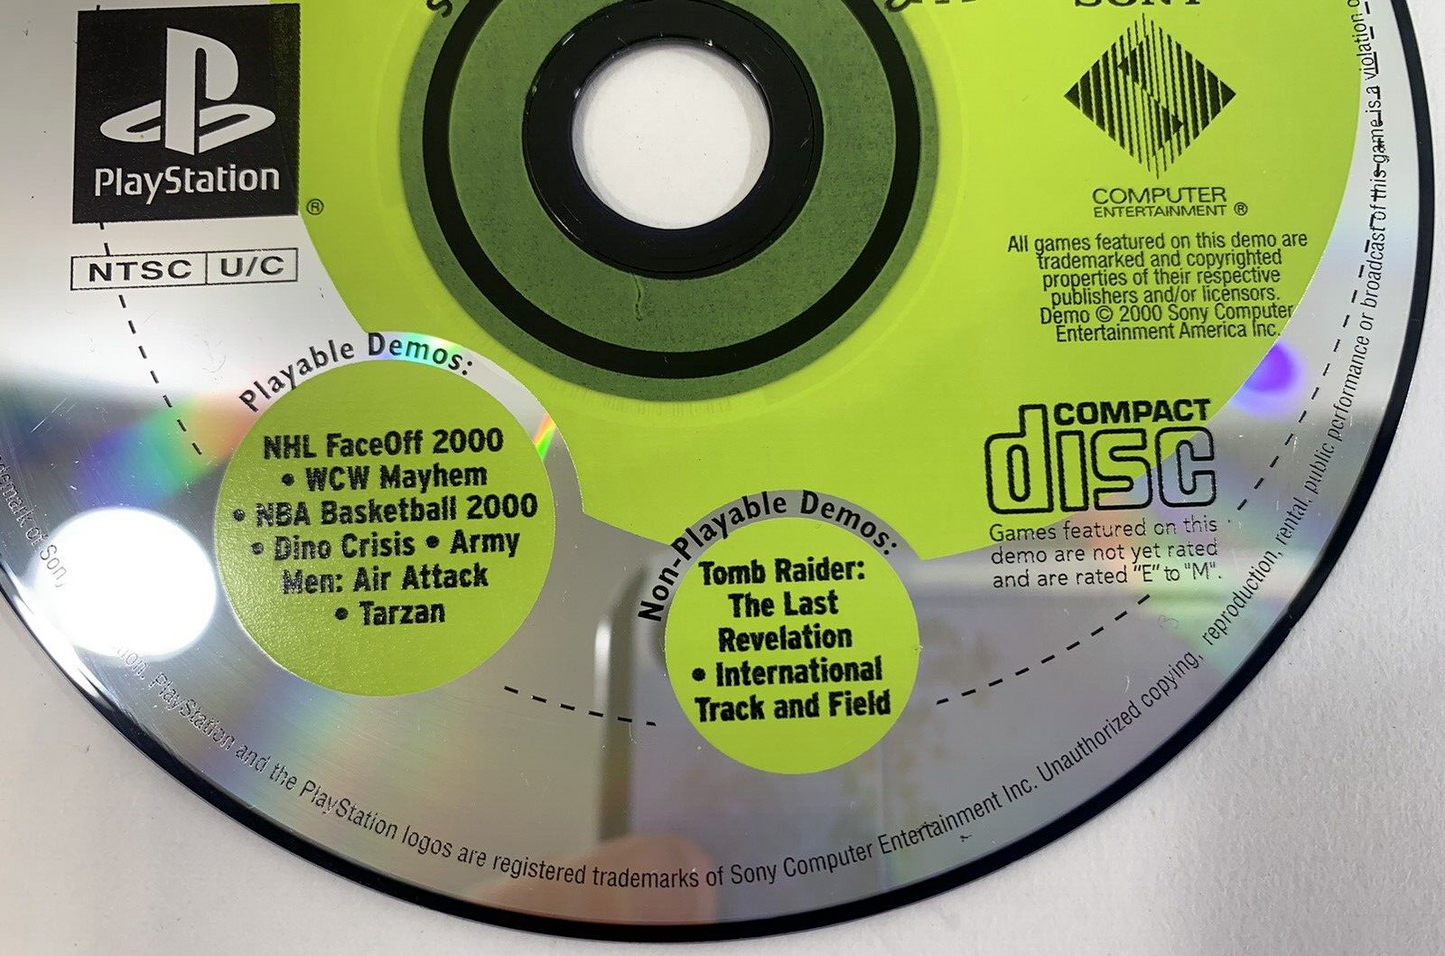 PlayStation
®
NTSC U/C
SONY
COMPUTER
ENTERTAINMENT ®
All games featured on this demo are
trademarked and copyrighted
properties of their respective
publishers and/or licensors.
Demo © 2000 Sony Computer
Entertainment America Inc.
Playable Demos:
NHL FaceOff 2000
• WCW Mayhem
• NBA Basketball 2000
• Dino Crisis • Army
Men: Air Attack
• Tarzan
Non-Playable Demos:
Tomb Raider:
The Last
Revelation
• International
Track and Field
COMPACT
disc
Games featured on this
demo are not yet rated
and are rated "E" to "M".
of Son, PlayStation and the PlayStation logos are registered trademarks of Sony Computer Entertainment Inc. Unauthorized copying, reproduction, rental, public performance or broadcast of this game is a violation